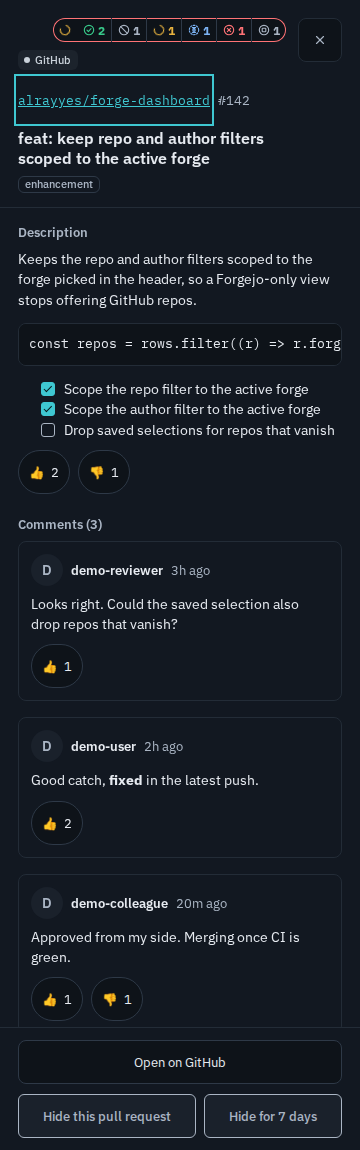 2 1 1 1 1 1
GitHub
alrayyes/forge-dashboard #142
feat: keep repo and author filters
scoped to the active forge
enhancement
Description
Keeps the repo and author filters scoped to the
forge picked in the header, so a Forgejo-only view
stops offering GitHub repos.
const repos = rows.filter((r) => r.forg
Scope the repo filter to the active forge
Scope the author filter to the active forge
Drop saved selections for repos that vanish
👍 2 👎 1
Comments (3)
D demo-reviewer 3h ago
Looks right. Could the saved selection also
drop repos that vanish?
👍 1
D demo-user 2h ago
Good catch, fixed in the latest push.
👍 2
D demo-colleague 20m ago
Approved from my side. Merging once CI is
green.
👍 1 👎 1
Open on GitHub
Hide this pull request Hide for 7 days